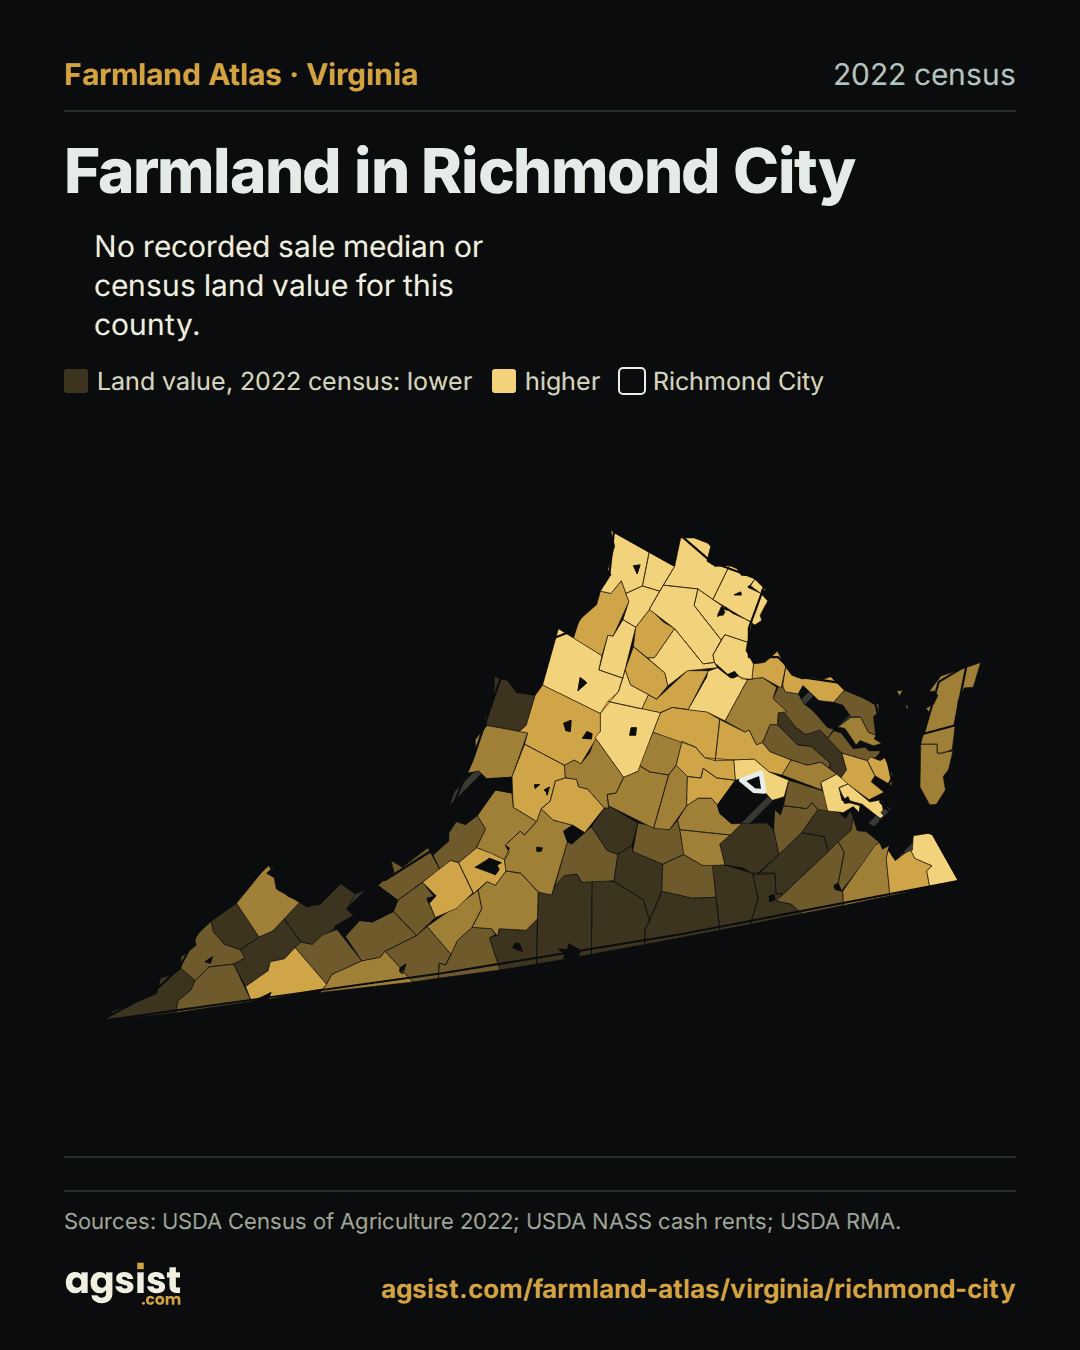 Farmland Atlas · Virginia
2022 census
Farmland in Richmond City
No recorded sale median or
census land value for this
county.
Land value, 2022 census: lower higher Richmond City
Sources: USDA Census of Agriculture 2022; USDA NASS cash rents; USDA RMA.
agsist
.com
agsist.com/farmland-atlas/virginia/richmond-city